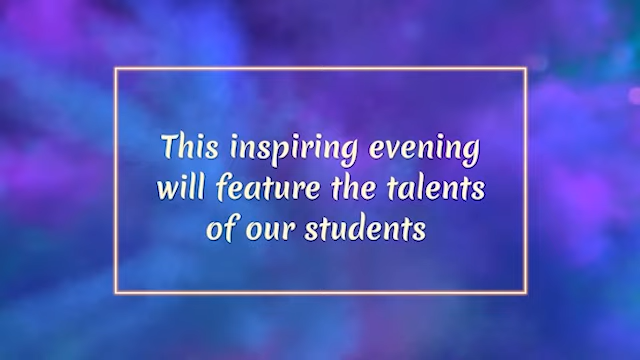 This inspiring evening
will feature the talents
of our students